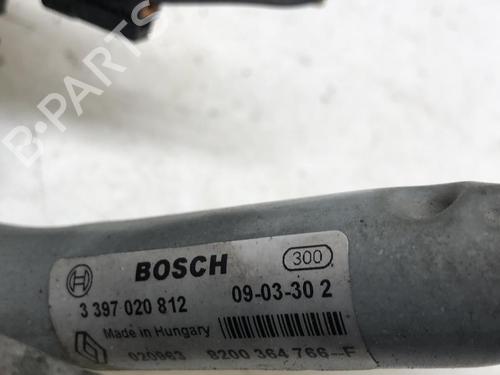 B-PARTS
BOSCH
300
3 397 020 812
09-03-30 2
Made in Hungary
020963
8200 364 766--F